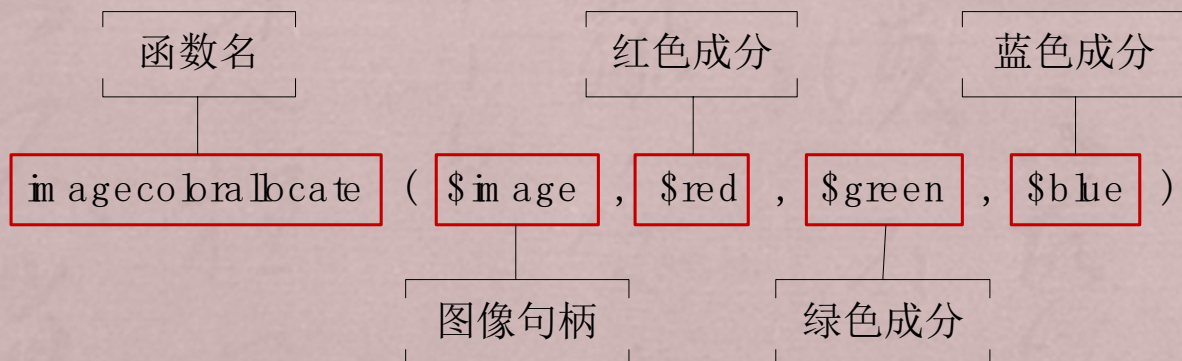 函数名 红色成分 蓝色成分
imagecolorallocate ( $image , $red , $green , $blue )
图像句柄 绿色成分